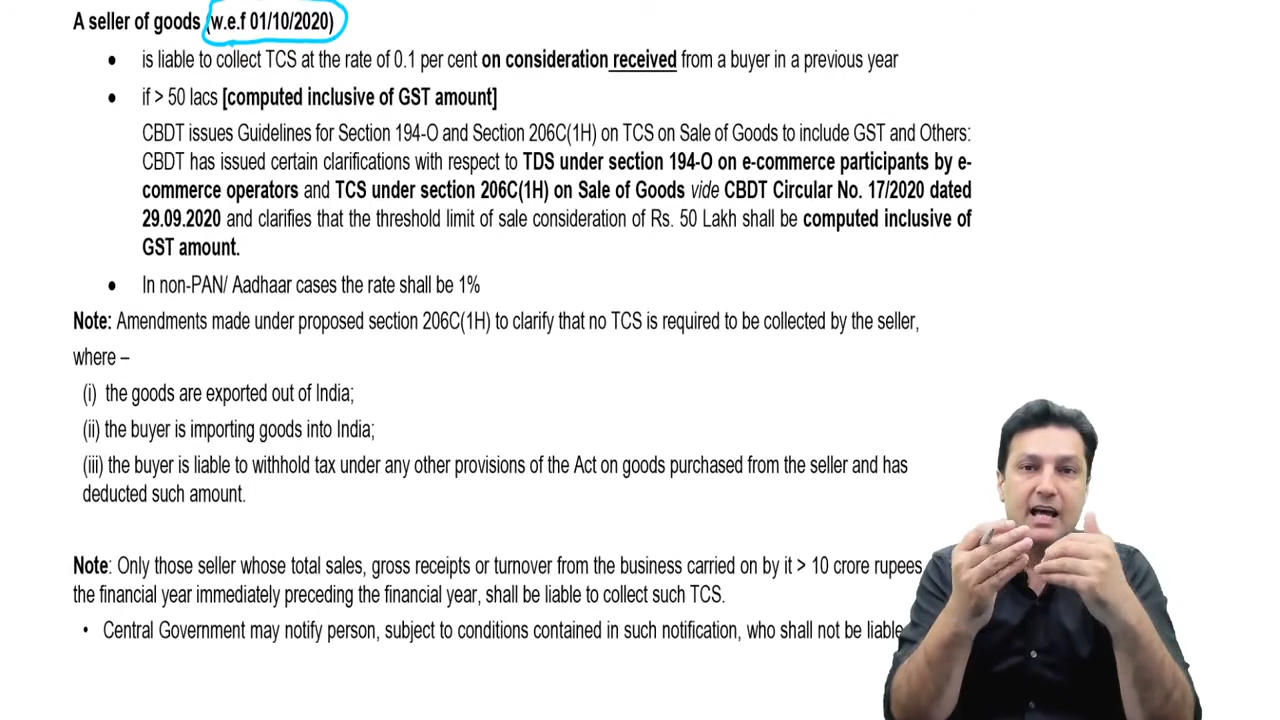 A seller of goods (w.e.f 01/10/2020)
• is liable to collect TCS at the rate of 0.1 per cent on consideration received from a buyer in a previous year
• if > 50 lacs [computed inclusive of GST amount]
CBDT issues Guidelines for Section 194-O and Section 206C(1H) on TCS on Sale of Goods to include GST and Others:
CBDT has issued certain clarifications with respect to TDS under section 194-O on e-commerce participants by e-
commerce operators and TCS under section 206C(1H) on Sale of Goods vide CBDT Circular No. 17/2020 dated
29.09.2020 and clarifies that the threshold limit of sale consideration of Rs. 50 Lakh shall be computed inclusive of
GST amount.
• In non-PAN/ Aadhaar cases the rate shall be 1%
Note: Amendments made under proposed section 206C(1H) to clarify that no TCS is required to be collected by the seller,
where –
(i) the goods are exported out of India;
(ii) the buyer is importing goods into India;
(iii) the buyer is liable to withhold tax under any other provisions of the Act on goods purchased from the seller and has
deducted such amount.
Note: Only those seller whose total sales, gross receipts or turnover from the business carried on by it > 10 crore rupees
the financial year immediately preceding the financial year, shall be liable to collect such TCS.
• Central Government may notify person, subject to conditions contained in such notification, who shall not be liable